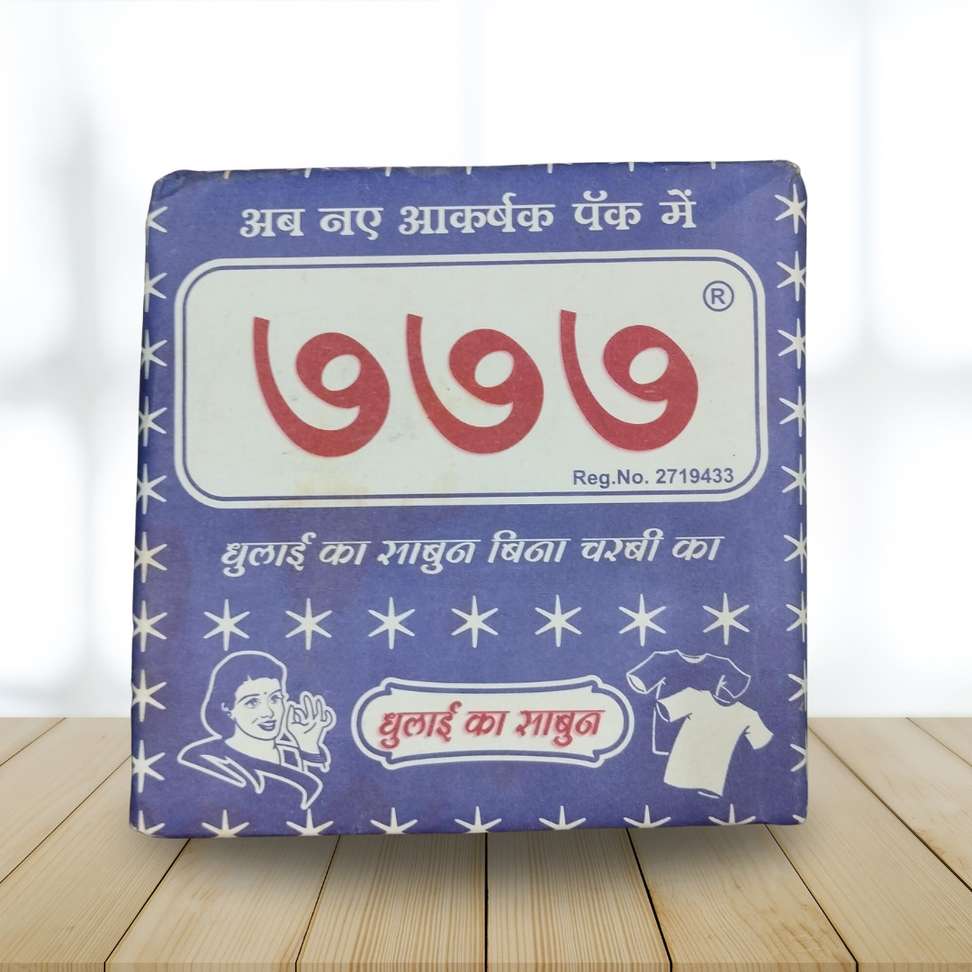 अब नए आकर्षक पॅक में
७७७ ®
Reg.No. 2719433
धुलाई का साबुन बिना चरबी का
धुलाई का साबुन